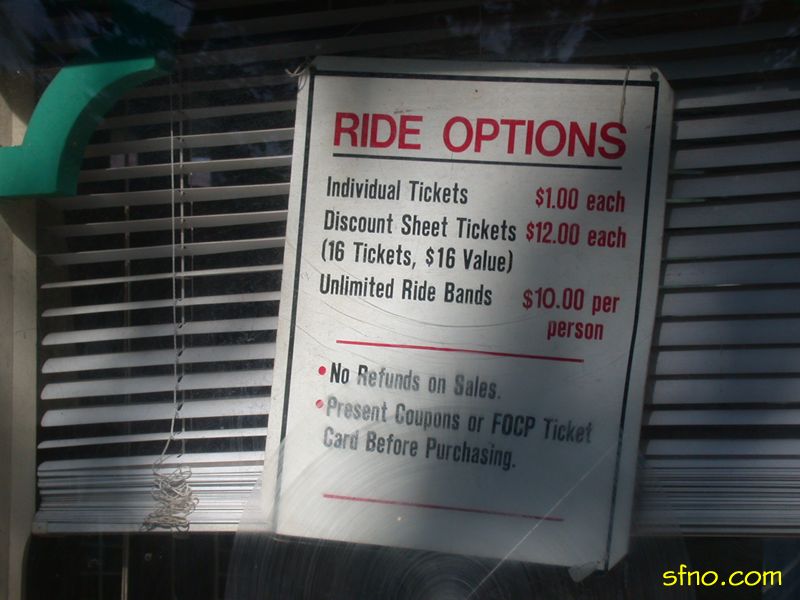 RIDE OPTIONS
Individual Tickets $1.00 each
Discount Sheet Tickets $12.00 each
(16 Tickets, $16 Value)
Unlimited Ride Bands $10.00 per
person
• No Refunds on Sales.
• Present Coupons or FOCP Ticket
Card Before Purchasing.
sfno.com